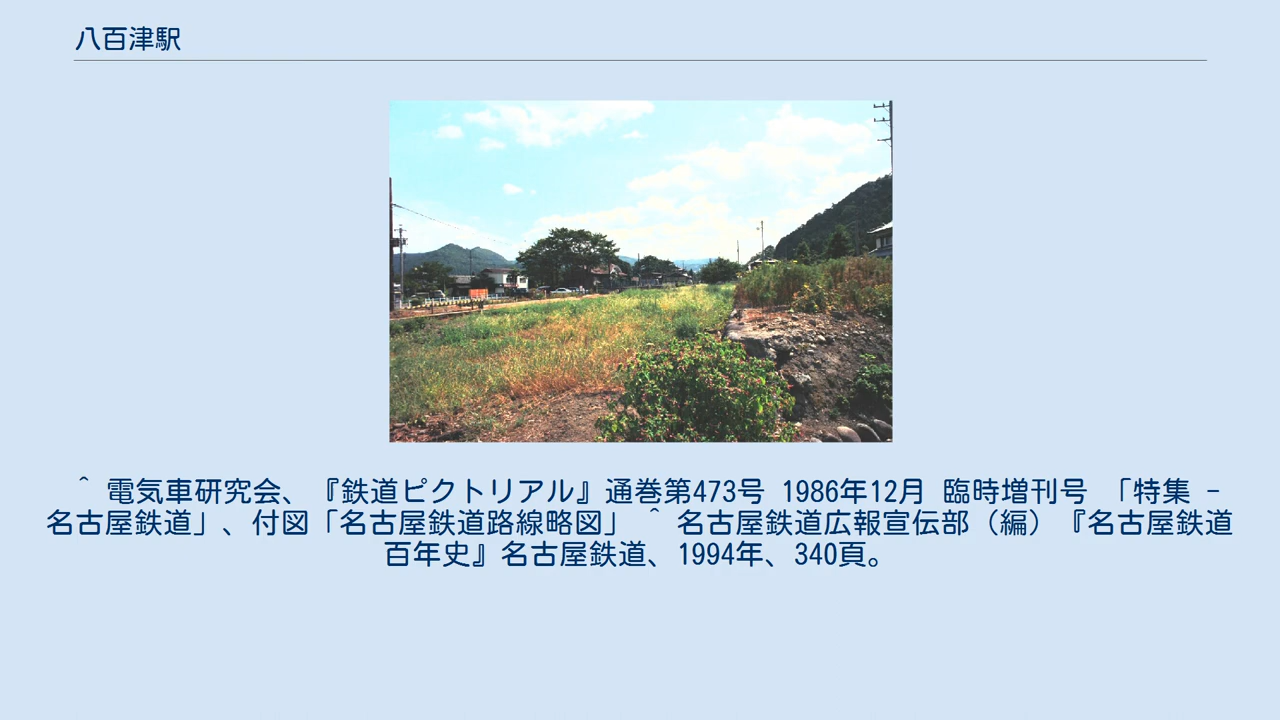 八百津駅
^ 電気車研究会、『鉄道ピクトリアル』通巻第473号 1986年12月 臨時増刊号 「特集 -
名古屋鉄道」、付図「名古屋鉄道路線略図」 ^ 名古屋鉄道広報宣伝部（編）『名古屋鉄道
百年史』名古屋鉄道、1994年、340頁。